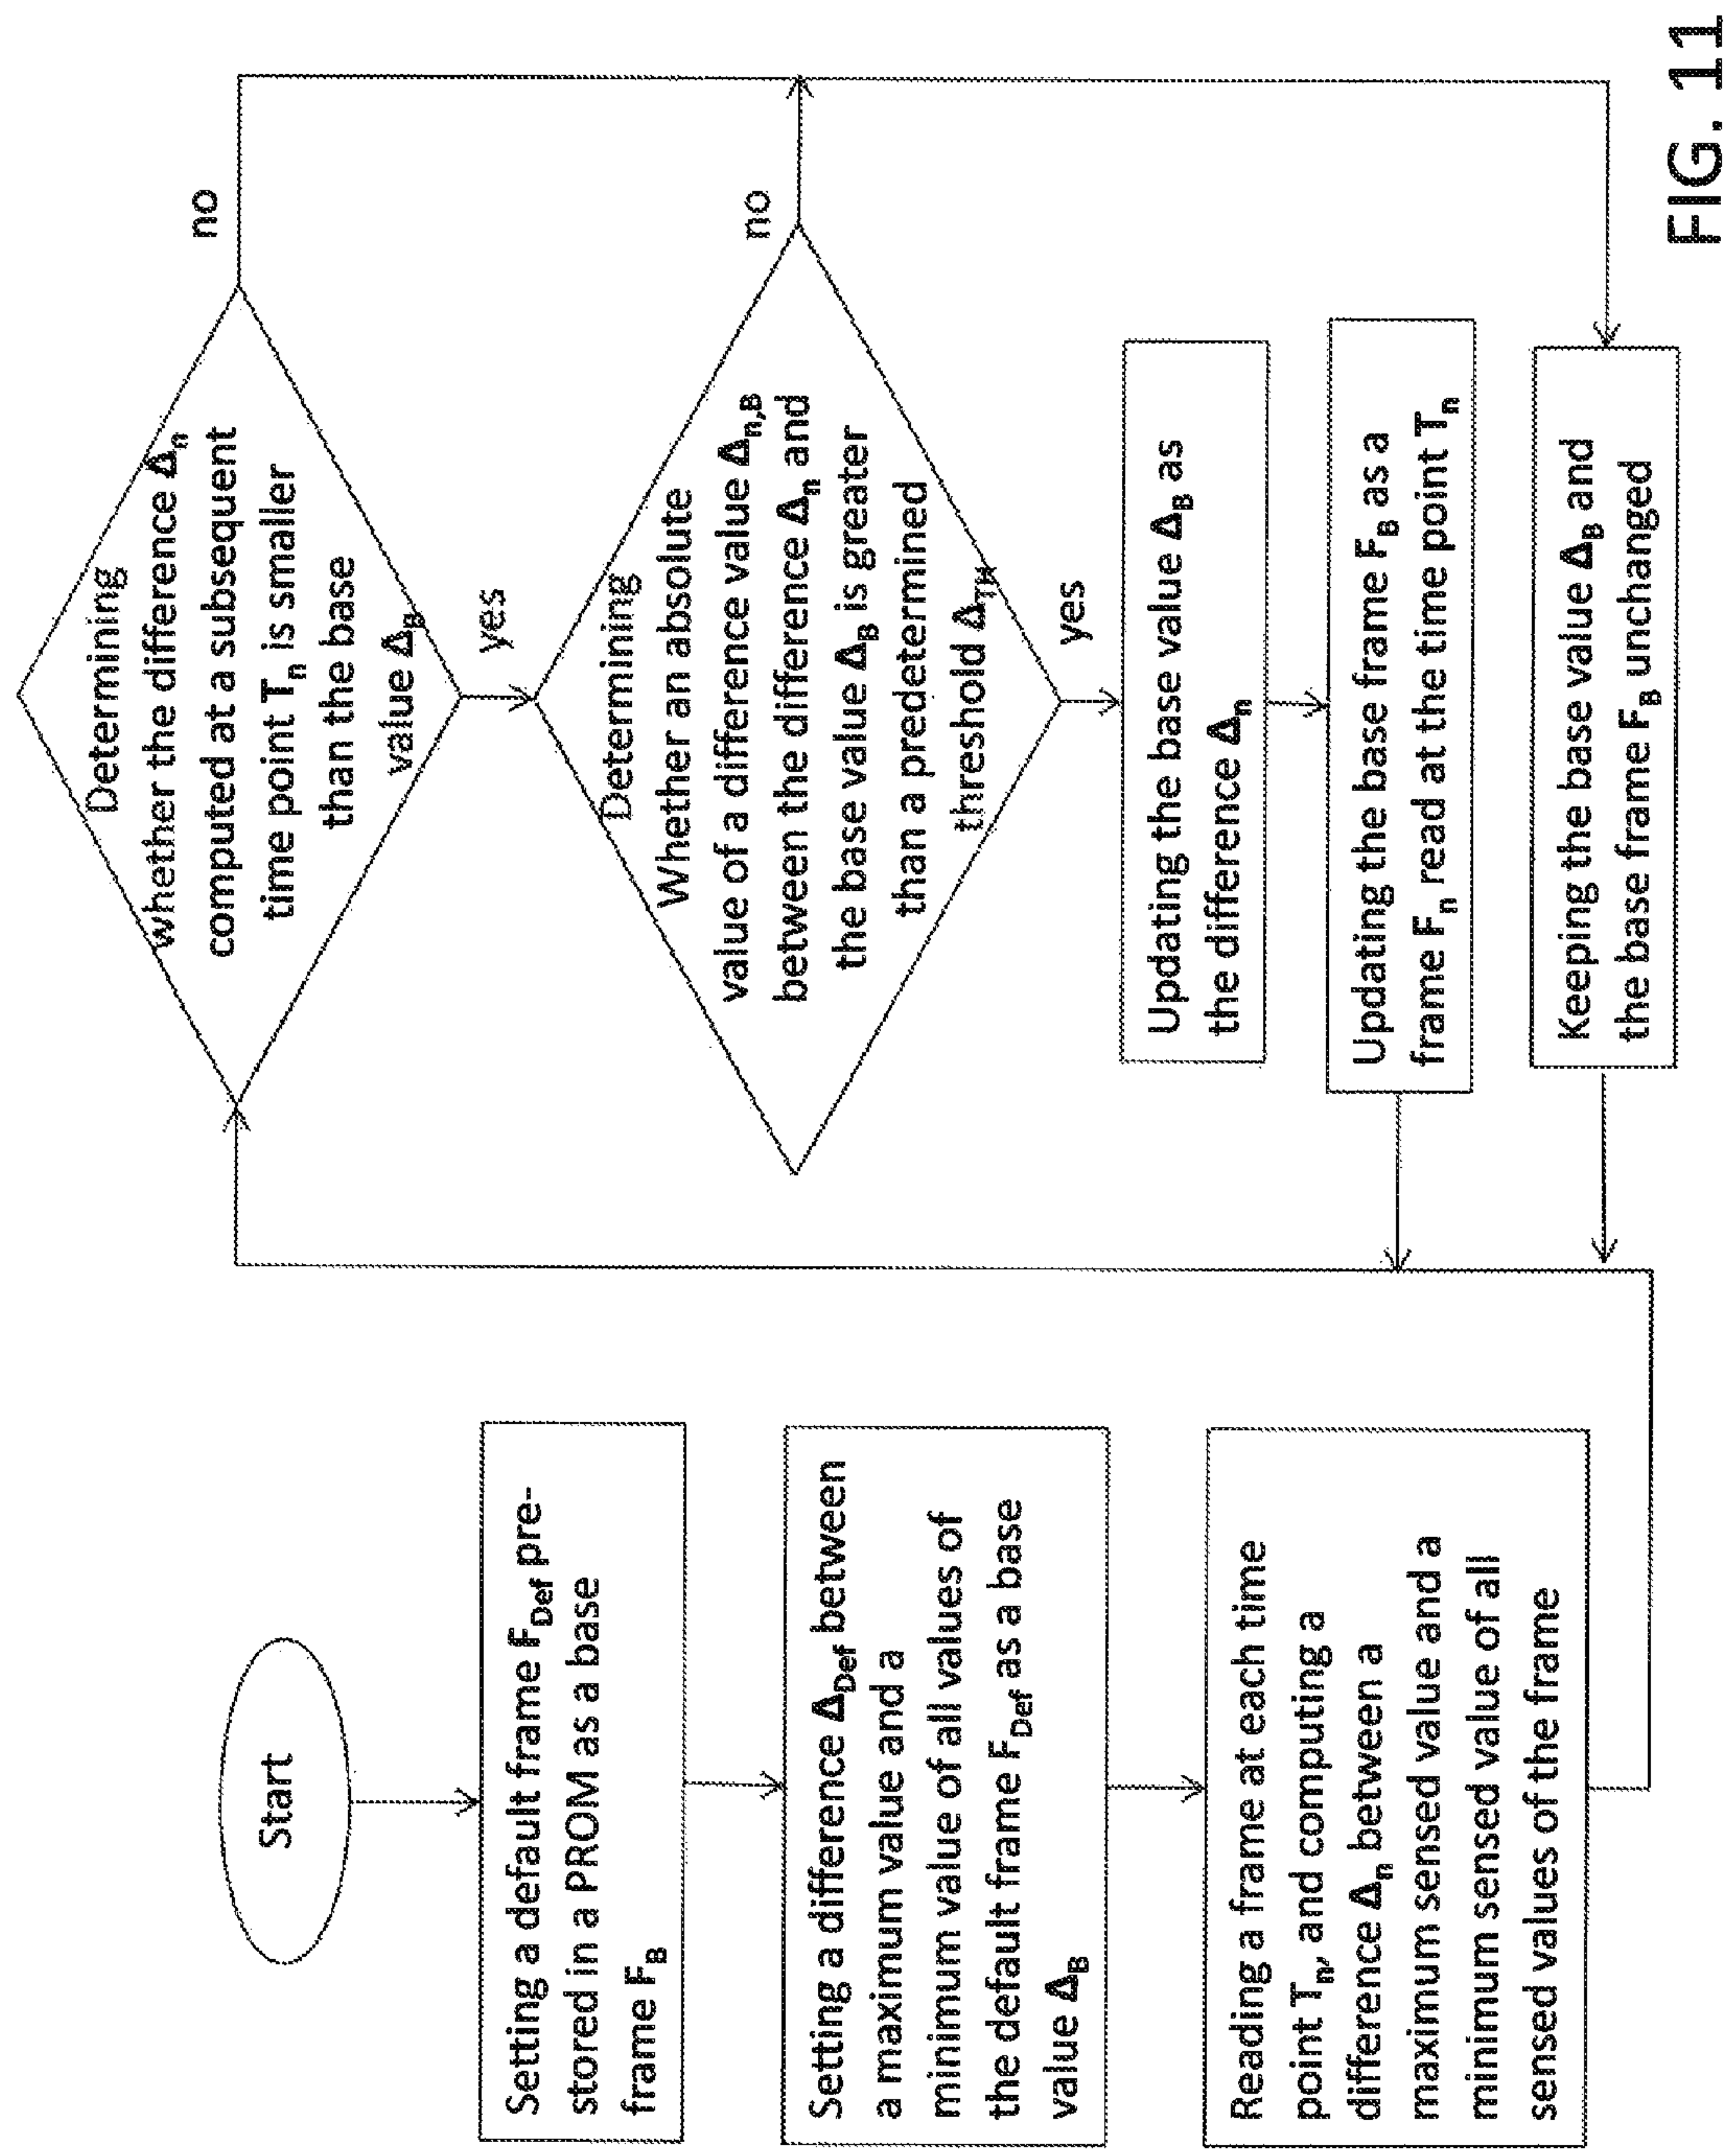 Start
Setting a default frame F_Def pre-
stored in a PROM as a base
frame F_B
Setting a difference Δ_Def between
a maximum value and a
minimum value of all values of
the default frame F_Def as a base
value Δ_B
Reading a frame at each time
point T_n, and computing a
difference Δ_n between a
maximum sensed value and a
minimum sensed value of all
sensed values of the frame
Determining
whether the difference Δ_n
computed at a subsequent
time point T_n is smaller
than the base
value Δ_B
no
yes
Determining
Whether an absolute
value of a difference value Δ_n,B
between the difference Δ_n and
the base value Δ_B is greater
than a predetermined
threshold Δ_TH
no
yes
Updating the base value Δ_B as
the difference Δ_n
Updating the base frame F_B as a
frame F_n read at the time point T_n
Keeping the base value Δ_B and
the base frame F_B unchanged
FIG. 11